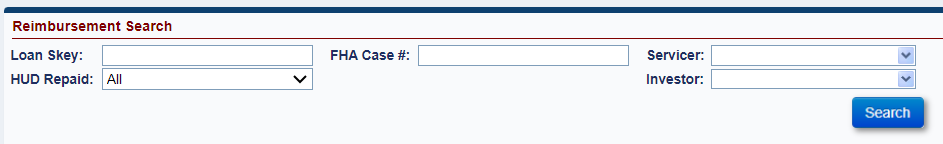 Reimbursement Search
Loan Skey: FHA Case #: Servicer:
HUD Repaid: All Investor:
Search